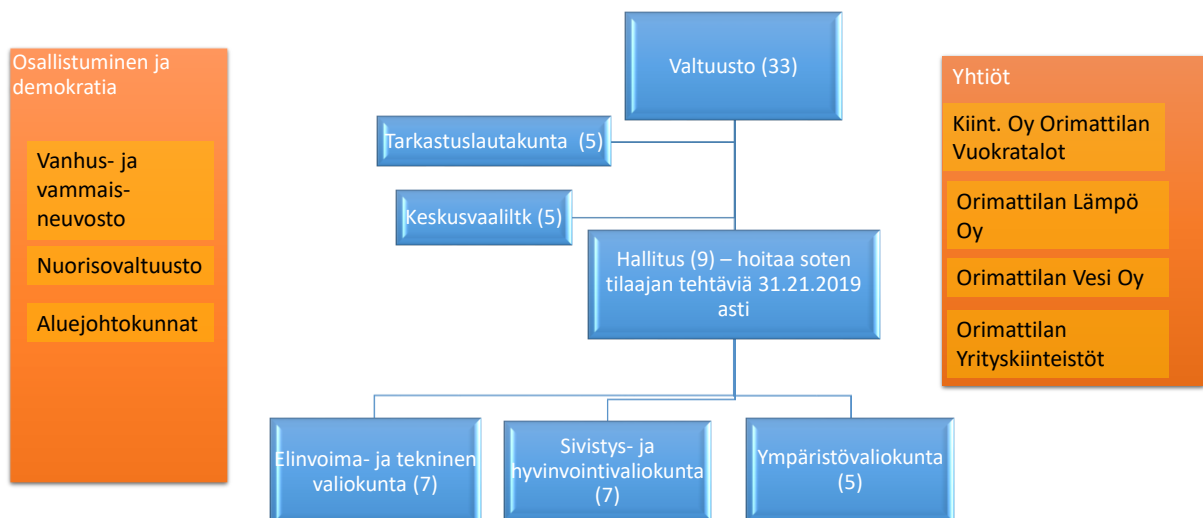 Osallistuminen ja
demokratia
Vanhus- ja
vammais-
neuvosto
Nuorisovaltuusto
Aluejohtokunnat
Valtuusto (33)
Tarkastuslautakunta (5)
Keskusvaaliltk (5)
Hallitus (9) – hoitaa soten
tilaajan tehtäviä 31.21.2019
asti
Elinvoima- ja tekninen
valiokunta (7)
Sivistys- ja
hyvinvointivaliokunta
(7)
Ympäristövaliokunta
(5)
Yhtiöt
Kiint. Oy Orimattilan
Vuokratalot
Orimattilan Lämpö
Oy
Orimattilan Vesi Oy
Orimattilan
Yrityskiinteistöt